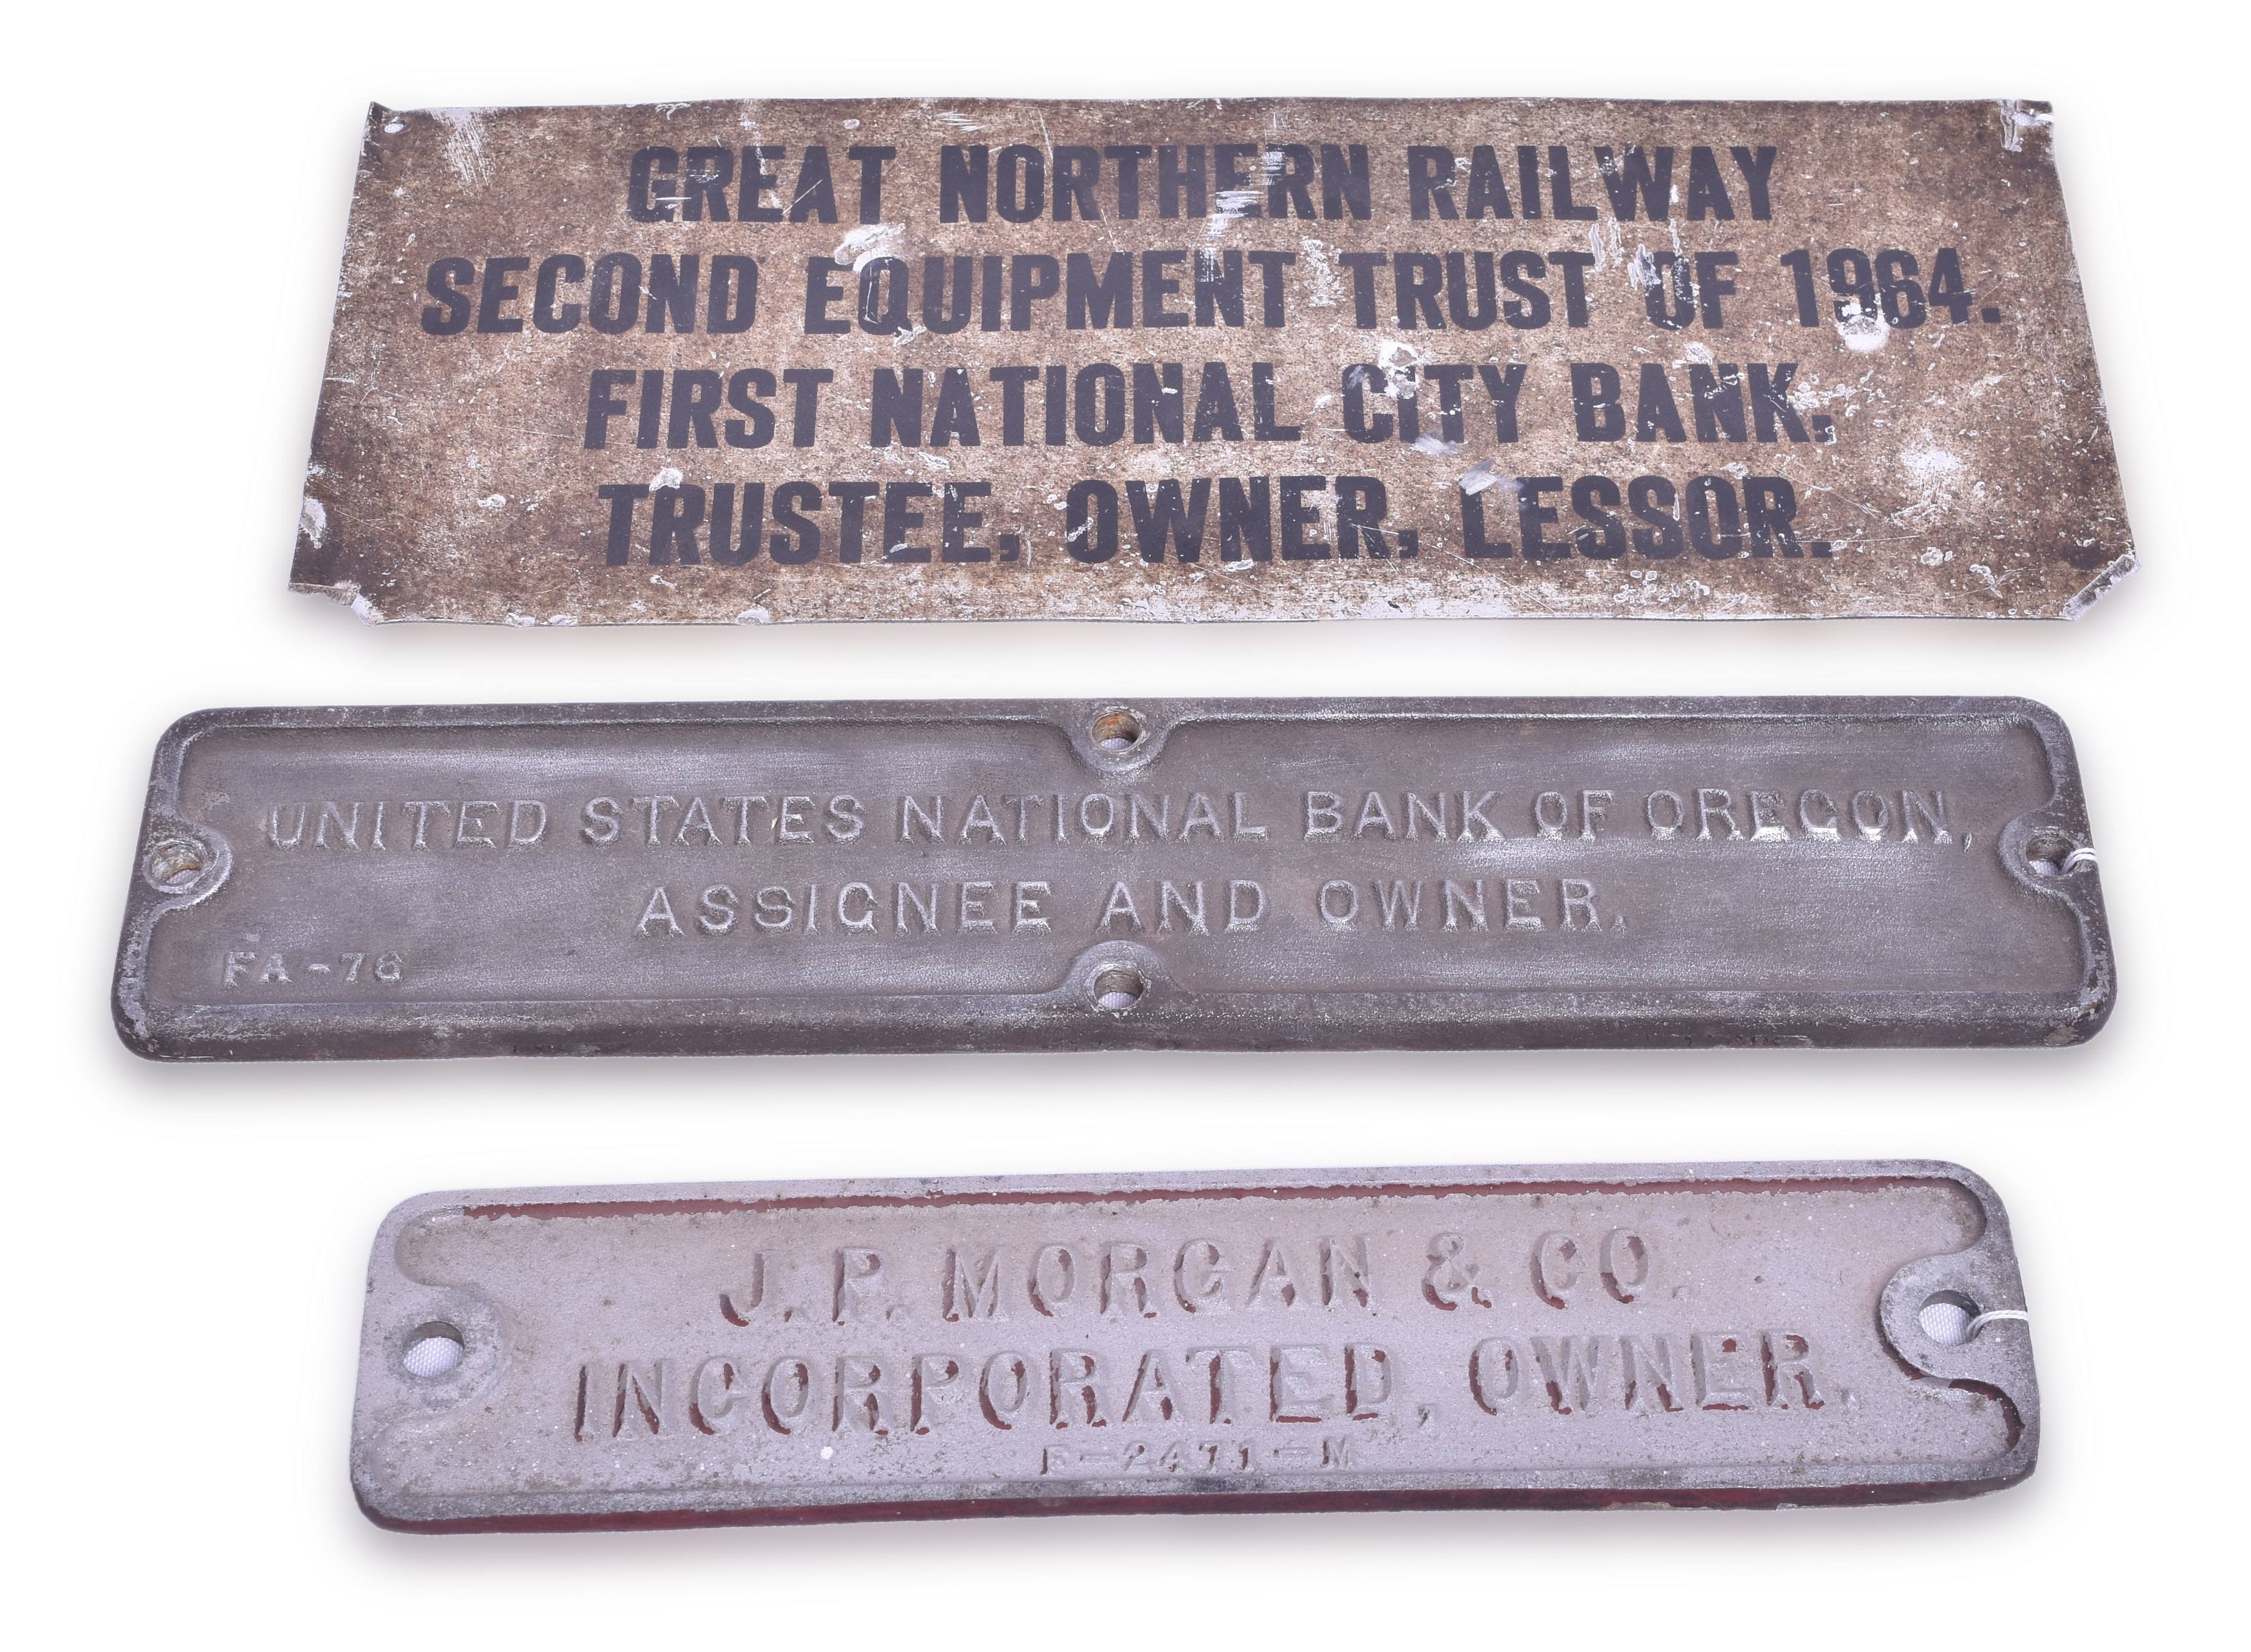 GREAT NORTHERN RAILWAY
SECOND EQUIPMENT TRUST OF 1964.
FIRST NATIONAL CITY BANK,
TRUSTEE, OWNER, LESSOR.
UNITED STATES NATIONAL BANK OF OREGON,
ASSIGNEE AND OWNER.
FA-76
J.P. MORGAN & CO.
INCORPORATED, OWNER.